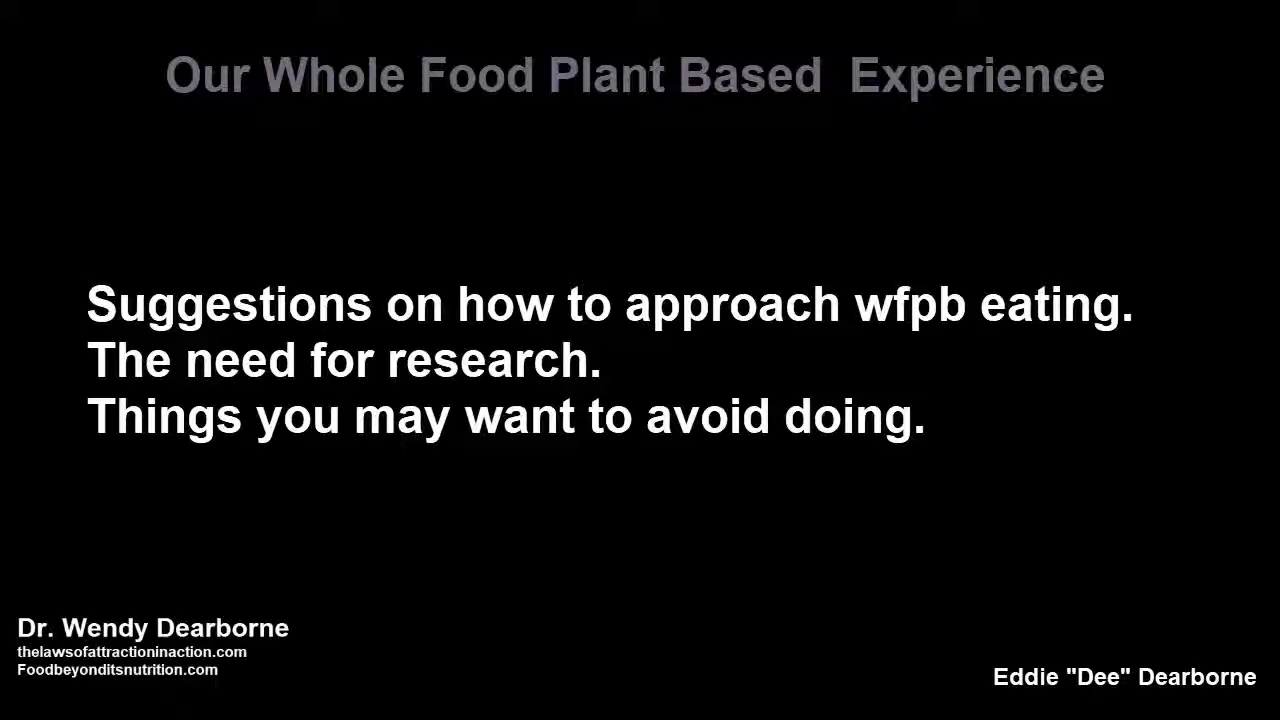 Our Whole Food Plant Based  Experience
Suggestions on how to approach wfpb eating.
The need for research.
Things you may want to avoid doing.
Dr. Wendy Dearborne
thelawsofattractioninaction.com
Foodbeyonditsnutrition.com
Eddie "Dee" Dearborne